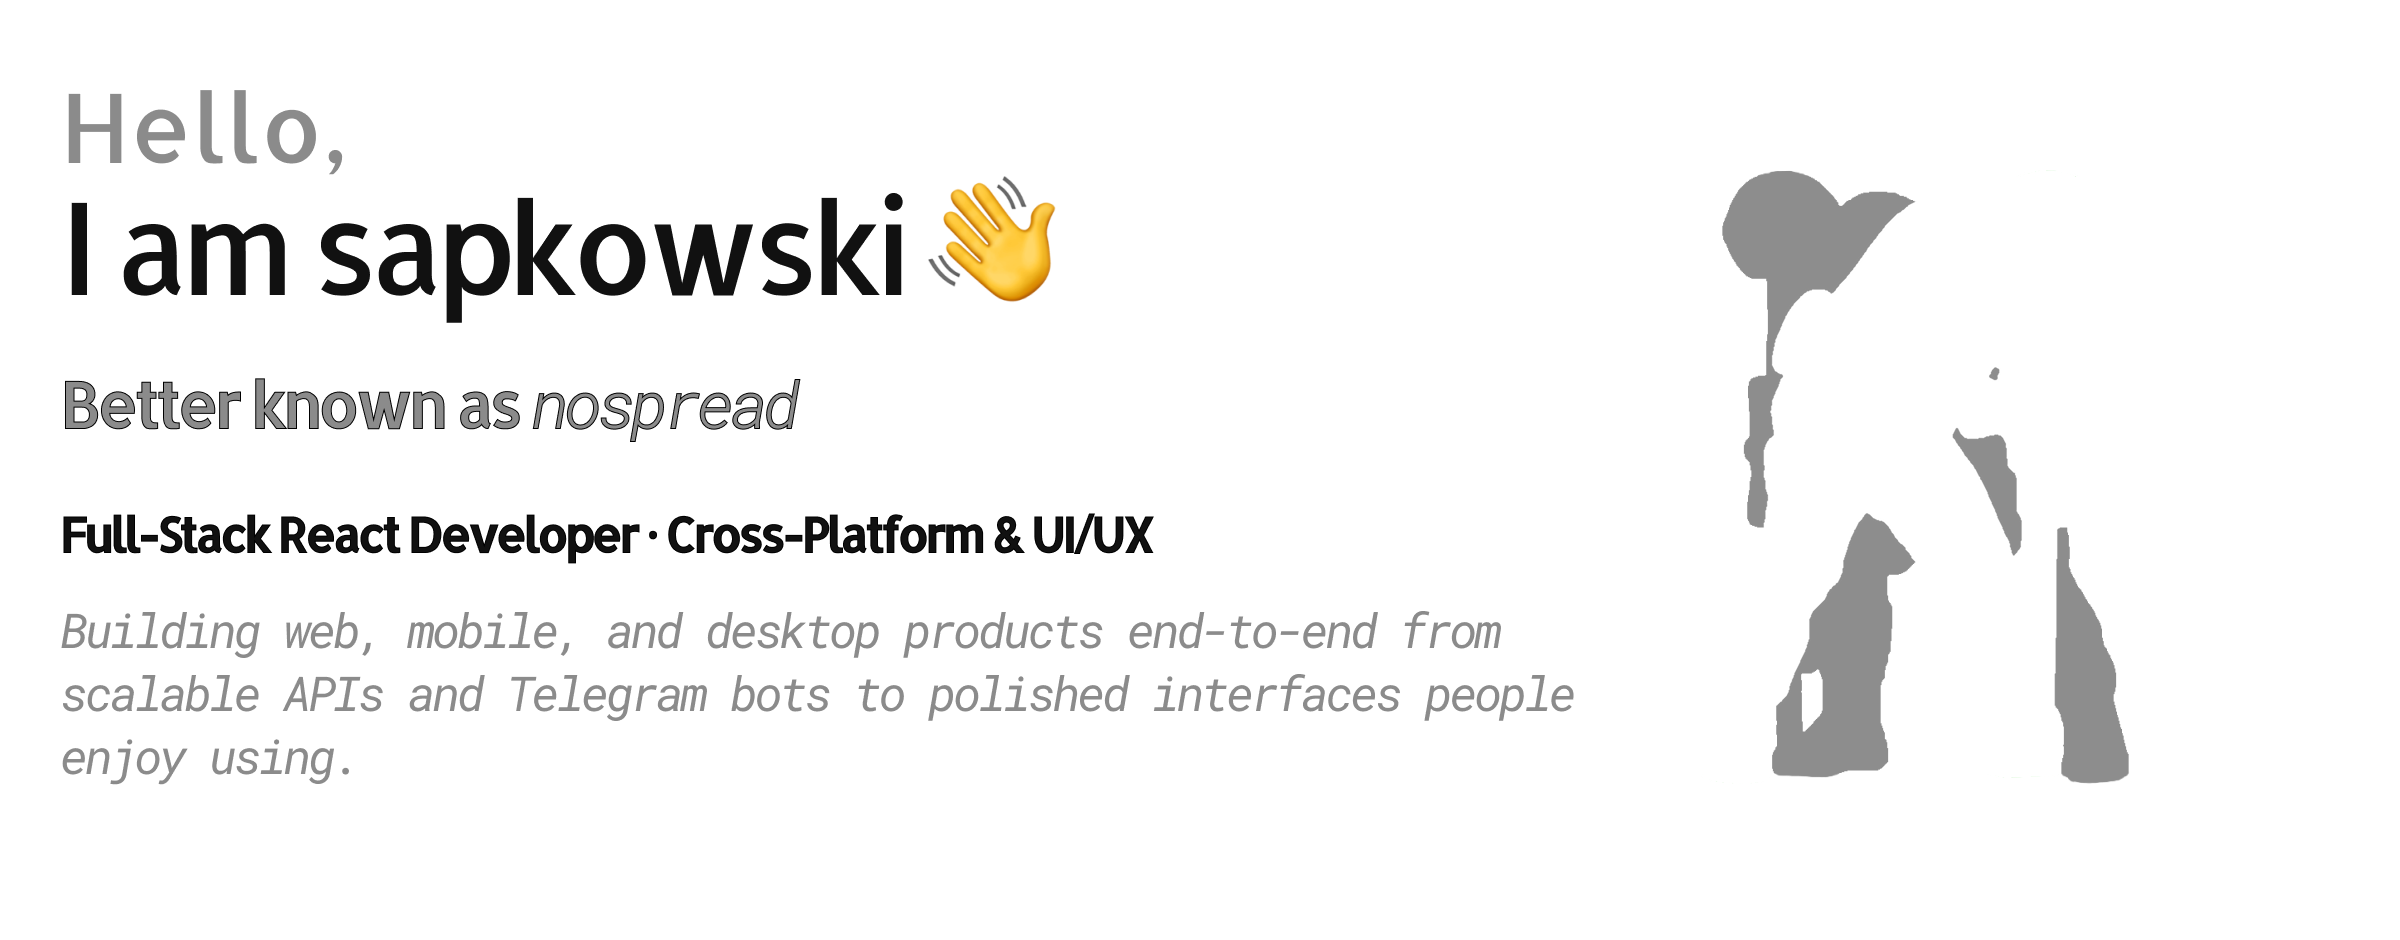 Hello,
I am sapkowski 👋
Better known as nospread
Full-Stack React Developer · Cross-Platform & UI/UX
Building web, mobile, and desktop products end-to-end from
scalable APIs and Telegram bots to polished interfaces people
enjoy using.